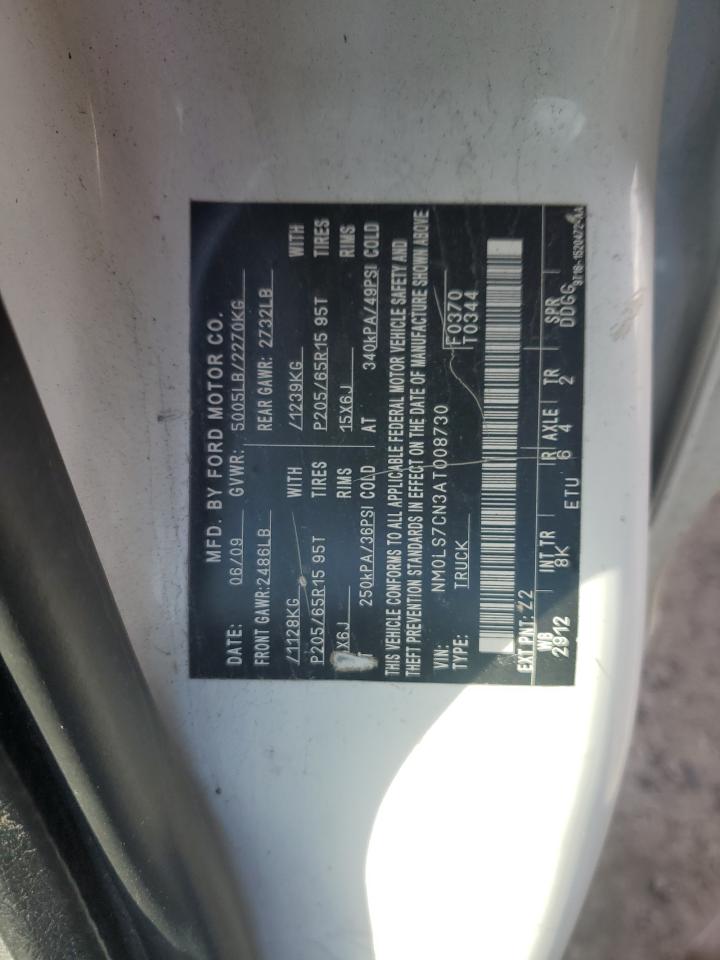 MFD. BY FORD MOTOR CO.
DATE: 06/09 GVWR: 5005LB/2270KG
FRONT GAWR: 2486LB REAR GAWR: 2732LB
/1128KG WITH /1239KG WITH
P205/65R15 95T TIRES P205/65R15 95T TIRES
X6J RIMS 15X6J RIMS
T 250kPA/36PSI COLD AT 340kPA/49PSI COLD
THIS VEHICLE CONFORMS TO ALL APPLICABLE FEDERAL MOTOR VEHICLE SAFETY AND
THEFT PREVENTION STANDARDS IN EFFECT ON THE DATE OF MANUFACTURE SHOWN ABOVE
VIN: NM0LS7CN3AT008730 F0370
TYPE: TRUCK T0344
EXT PNT: Z2
WB INT TR R AXLE TR SPR
2912 8K 6 4 2 DDGG
ETU
9T16-1520472-AA